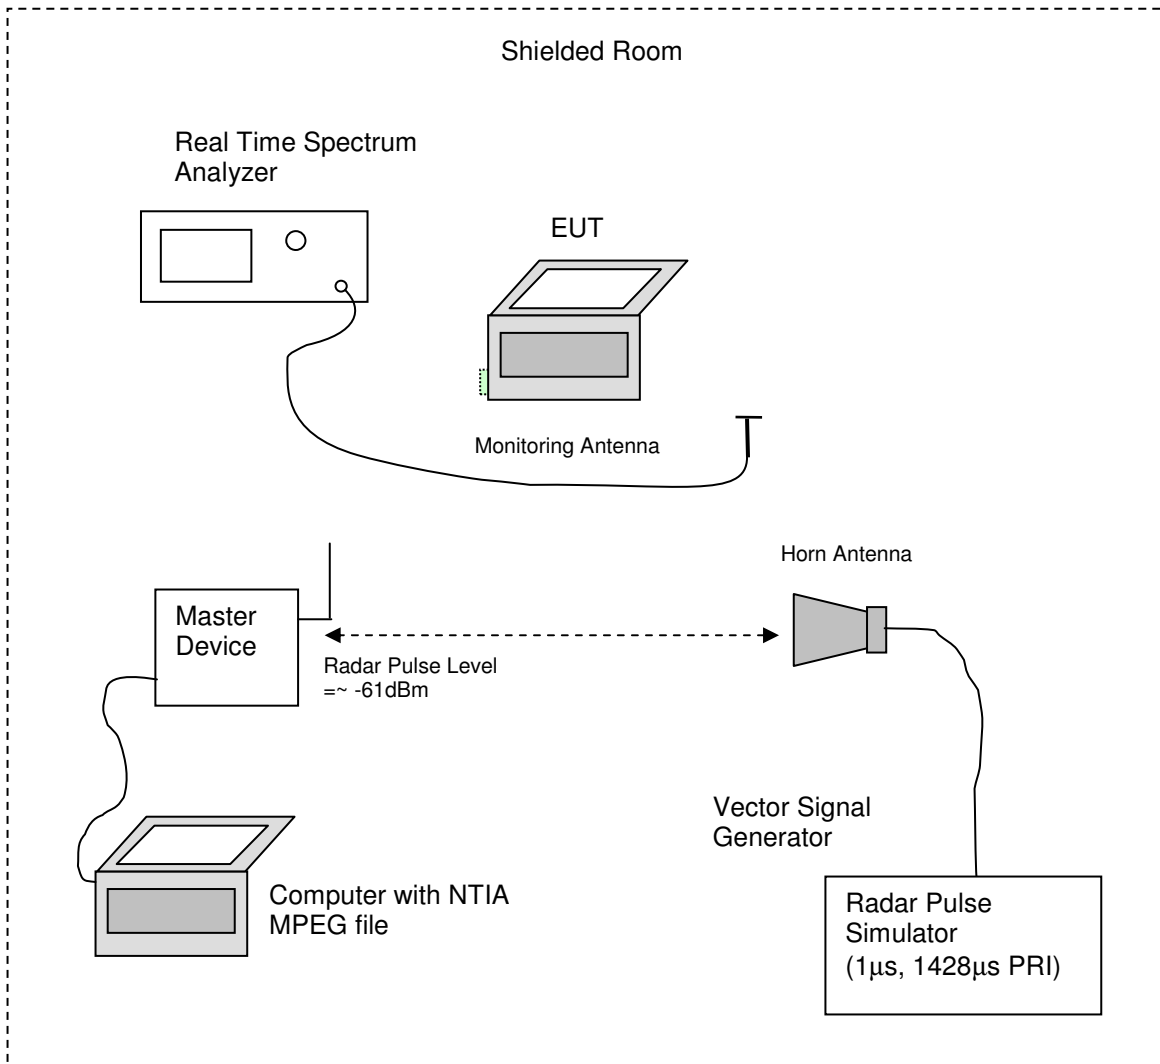 Shielded Room
Real Time Spectrum
Analyzer
EUT
Monitoring Antenna
Horn Antenna
Master
Device
Radar Pulse Level
=~ -61dBm
Vector Signal
Generator
Computer with NTIA
MPEG file
Radar Pulse
Simulator
(1μs, 1428μs PRI)